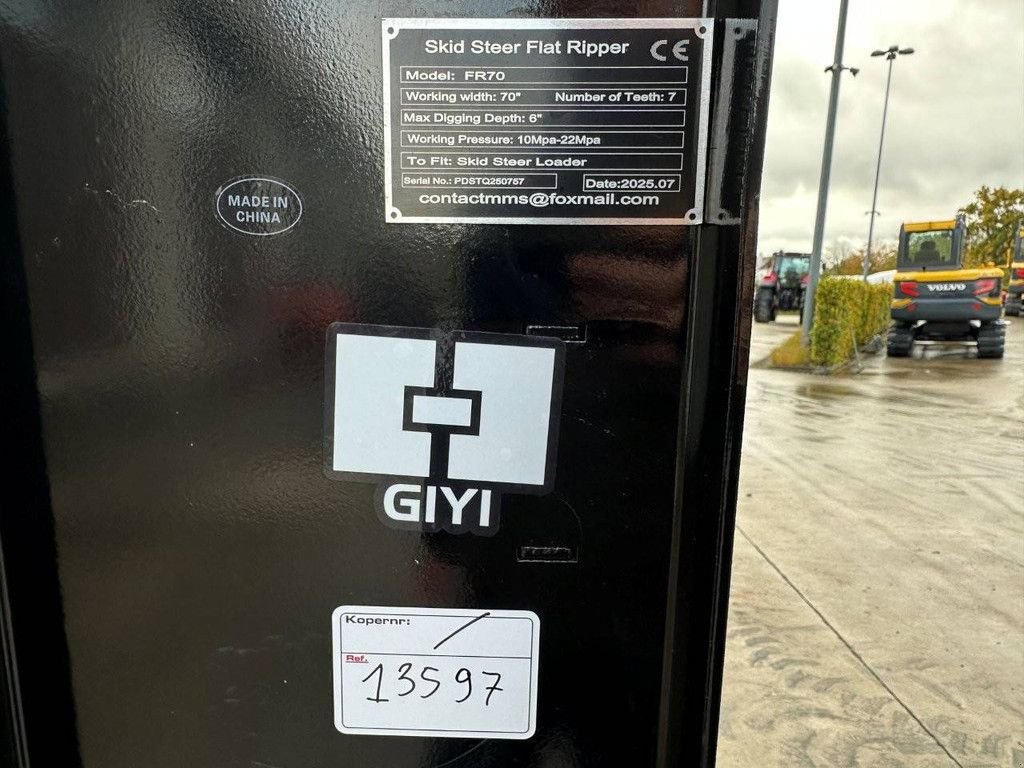 Skid Steer Flat Ripper CE
Model: FR70
Working width: 70" Number of Teeth: 7
Max Digging Depth: 6"
Working Pressure: 10Mpa-22Mpa
To Fit: Skid Steer Loader
Serial No.: PDSTQ250757 Date:2025.07
contactmms@foxmail.com
MADE IN
CHINA
VOLVO
GIYI
Kopernr: /
Ref.
13597